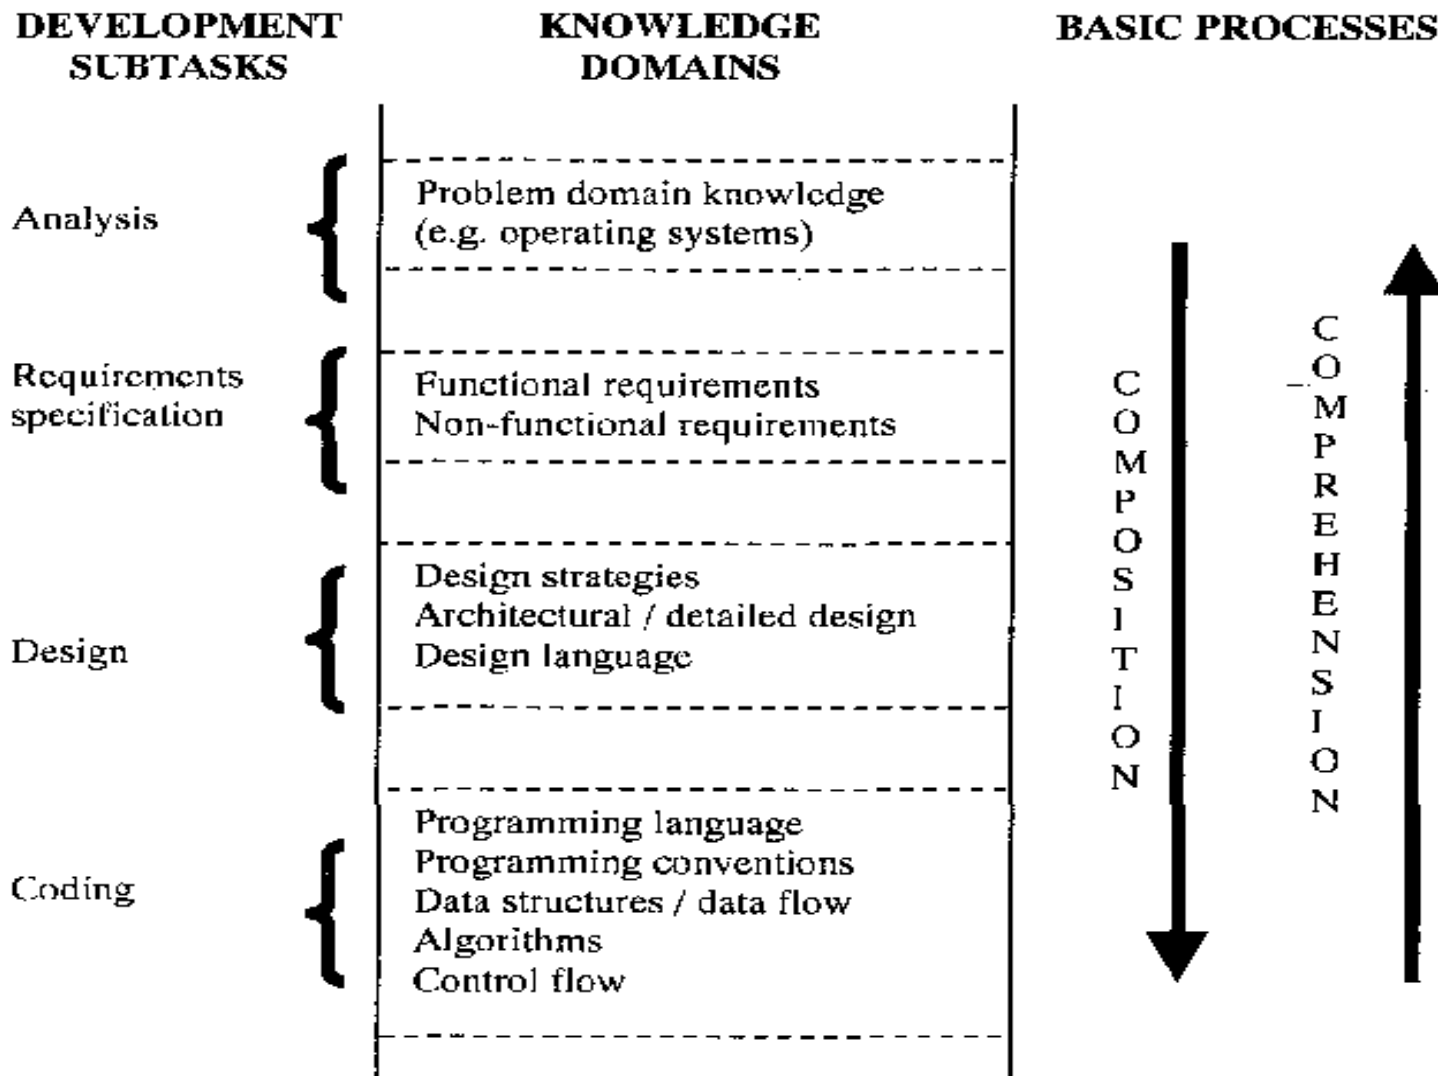 DEVELOPMENT
SUBTASKS
KNOWLEDGE
DOMAINS
BASIC PROCESSES
Analysis
Problem domain knowledge
(e.g. operating systems)
Requirements
specification
Functional requirements
Non-functional requirements
Design
Design strategies
Architectural / detailed design
Design language
Coding
Programming language
Programming conventions
Data structures / data flow
Algorithms
Control flow
COMPOSITION
COMPREHENSION